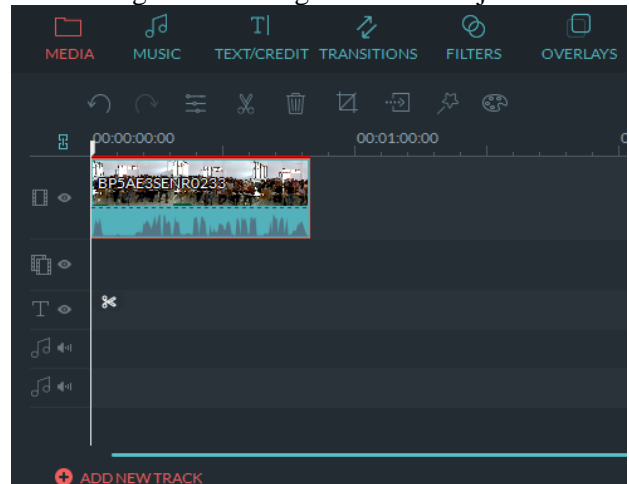 MEDIA MUSIC TEXT/CREDIT TRANSITIONS FILTERS OVERLAYS
00:00:00:00 00:01:00:00
BP5AE3SENR0233
ADD NEW TRACK